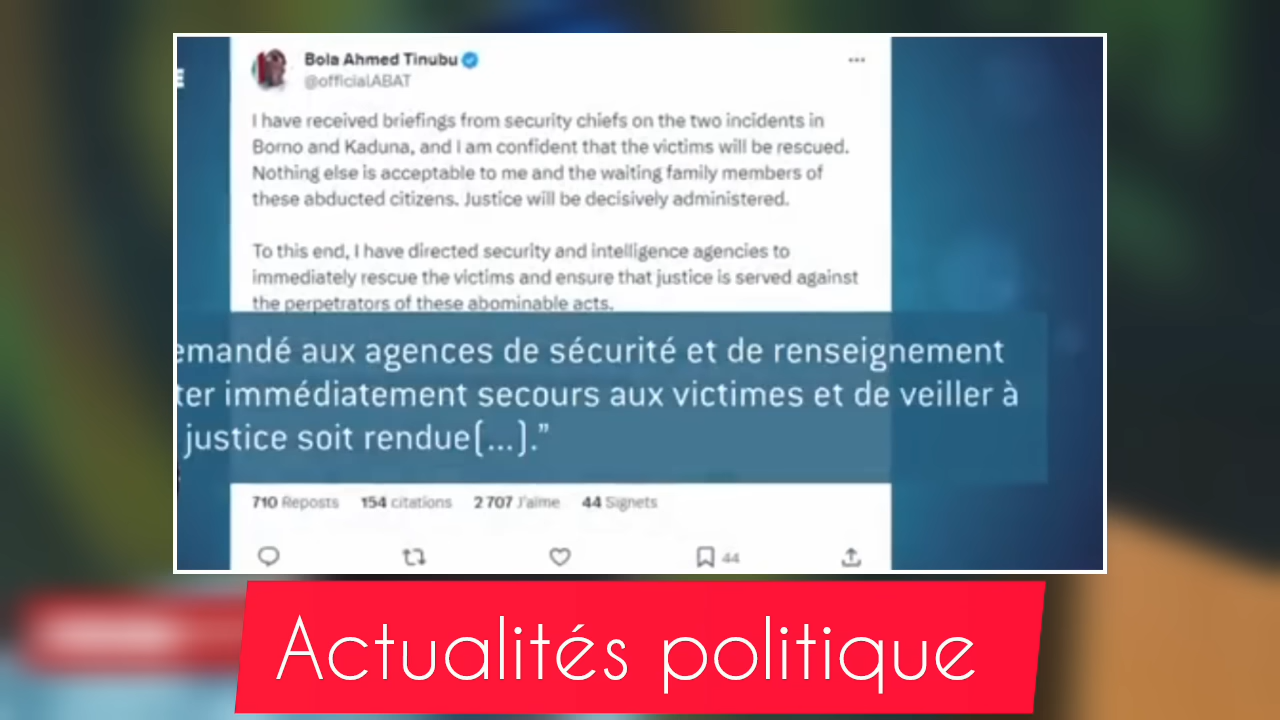 Bola Ahmed Tinubu
@officialABAT
I have received briefings from security chiefs on the two incidents in
Borno and Kaduna, and I am confident that the victims will be rescued.
Nothing else is acceptable to me and the waiting family members of
these abducted citizens. Justice will be decisively administered.
To this end, I have directed security and intelligence agencies to
immediately rescue the victims and ensure that justice is served against
the perpetrators of these abominable acts.
emandé aux agences de sécurité et de renseignement
ter immédiatement secours aux victimes et de veiller à
justice soit rendue(...).”
710 Reposts 154 citations 2 707 J'aime 44 Signets
44
Actualités politique